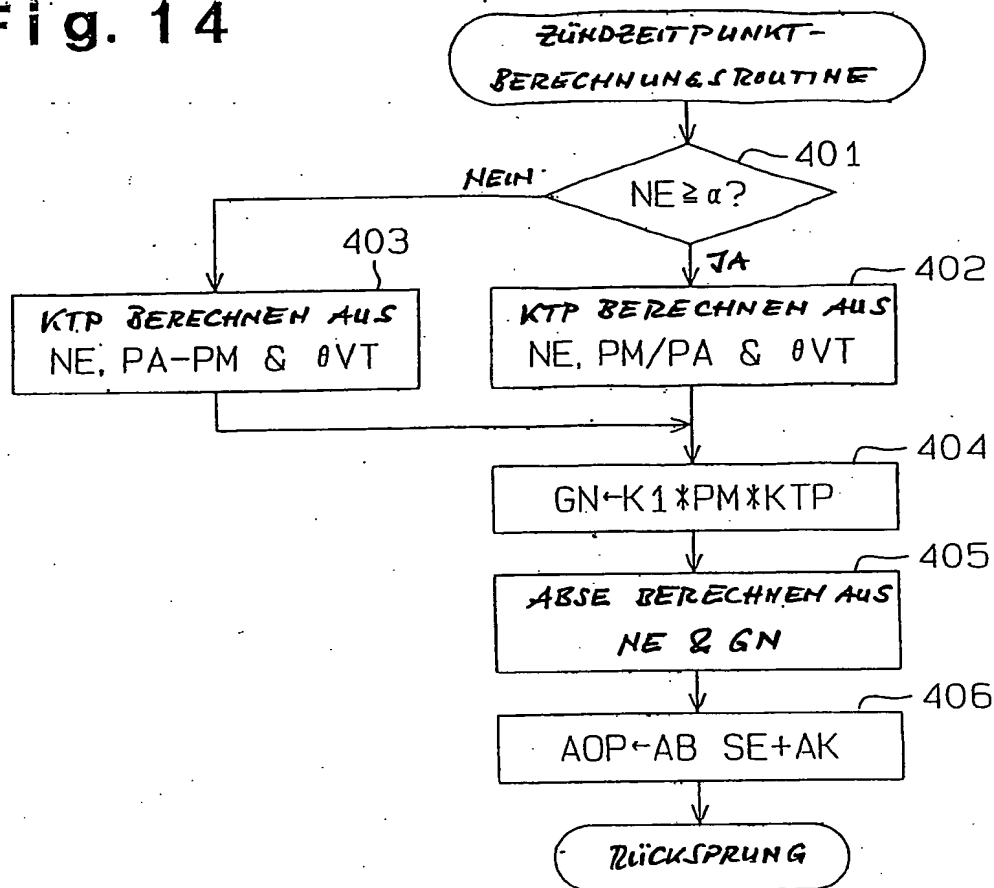 Fig. 14
ZÜNDZEITPUNKT-
BERECHNUNGSROUTINE
401
NE≧α?
NEIN
JA
403
KTP BERECHNEN AUS
NE, PA-PM & θVT
402
KTP BERECHNEN AUS
NE, PM/PA & θVT
404
GN←K1*PM*KTP
405
ABSE BERECHNEN AUS
NE & GN
406
AOP←AB SE+AK
RÜCKSPRUNG